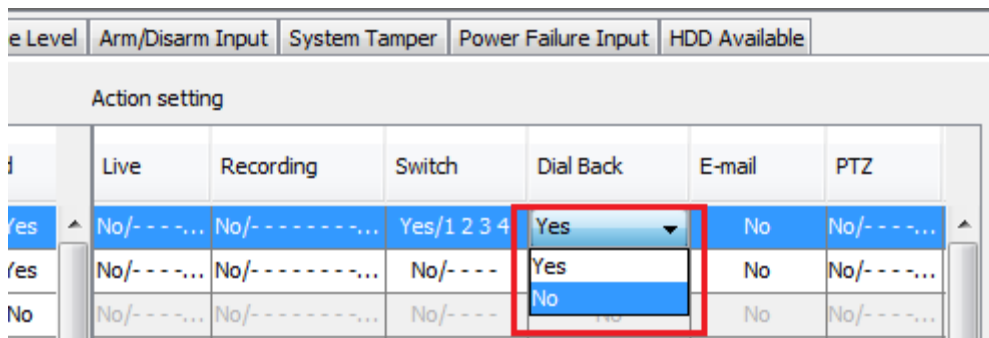 e Level Arm/Disarm Input System Tamper Power Failure Input HDD Available
Action setting
Live Recording Switch Dial Back E-mail PTZ
Yes No/- - - -... No/- - - - - - - -... Yes/1 2 3 4 Yes No No/- - - -...
Yes No/- - - -... No/- - - - - - - -... No/- - - - Yes No No/- - - -...
No No/- - - -... No/- - - - - - - -... No/- - - - No No No/- - - -...